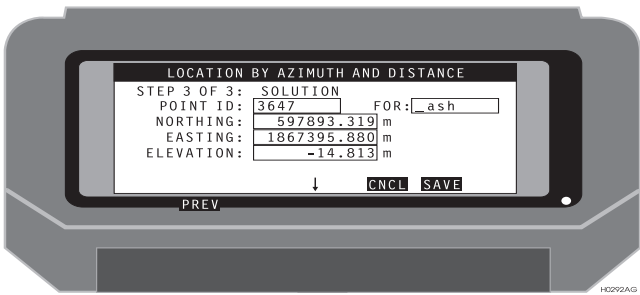 LOCATION BY AZIMUTH AND DISTANCE
STEP 3 OF 3: SOLUTION
POINT ID: 3647 FOR: _ash
NORTHING: 597893.319 m
EASTING: 1867395.880 m
ELEVATION: -14.813 m
↓ CNCL SAVE
PREV
H0292AG